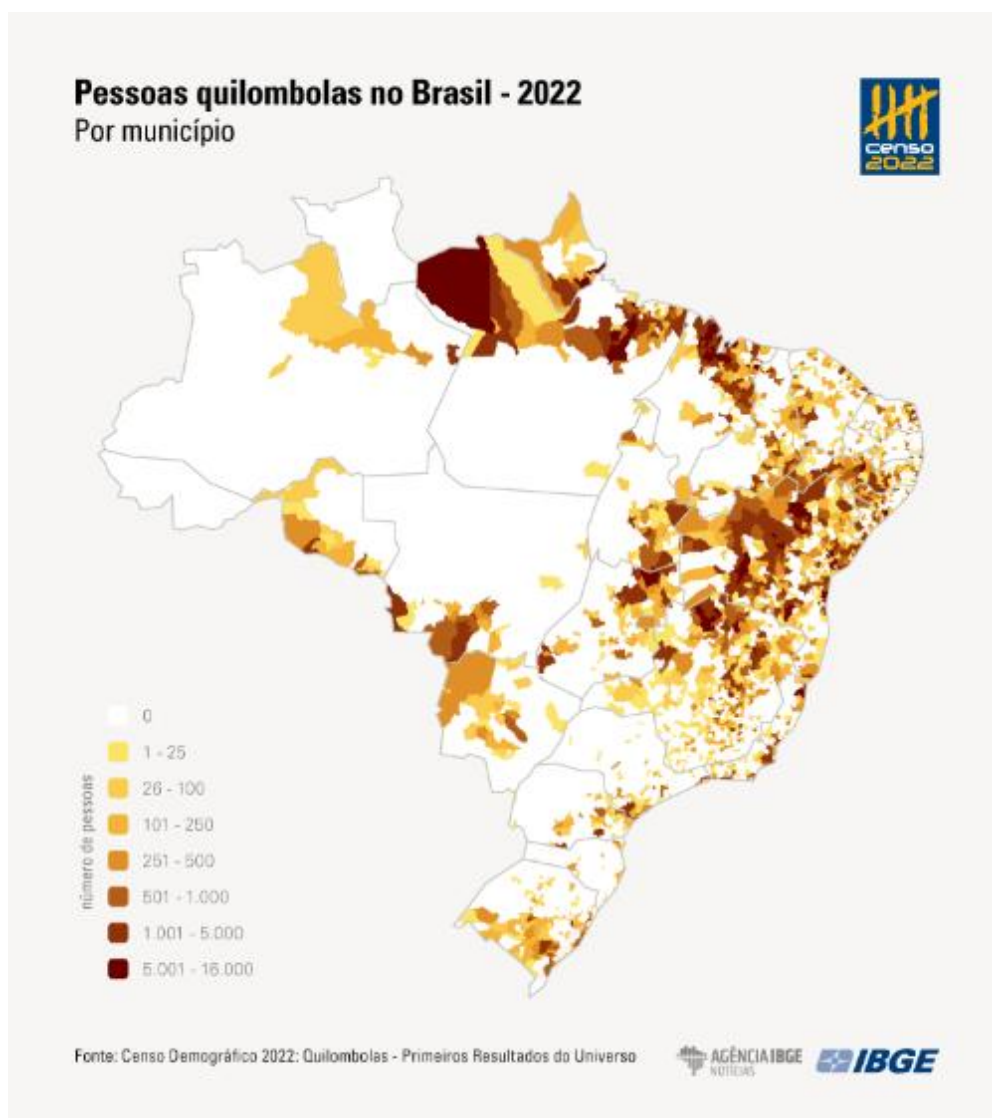 Pessoas quilombolas no Brasil - 2022
Por município
censo
2022
número de pessoas
0
1 - 25
26 - 100
101 - 250
251 - 500
501 - 1.000
1.001 - 5.000
5.001 - 16.000
Fonte: Censo Demográfico 2022: Quilombolas - Primeiros Resultados do Universo
AGÊNCIA IBGE
NOTÍCIAS
IBGE